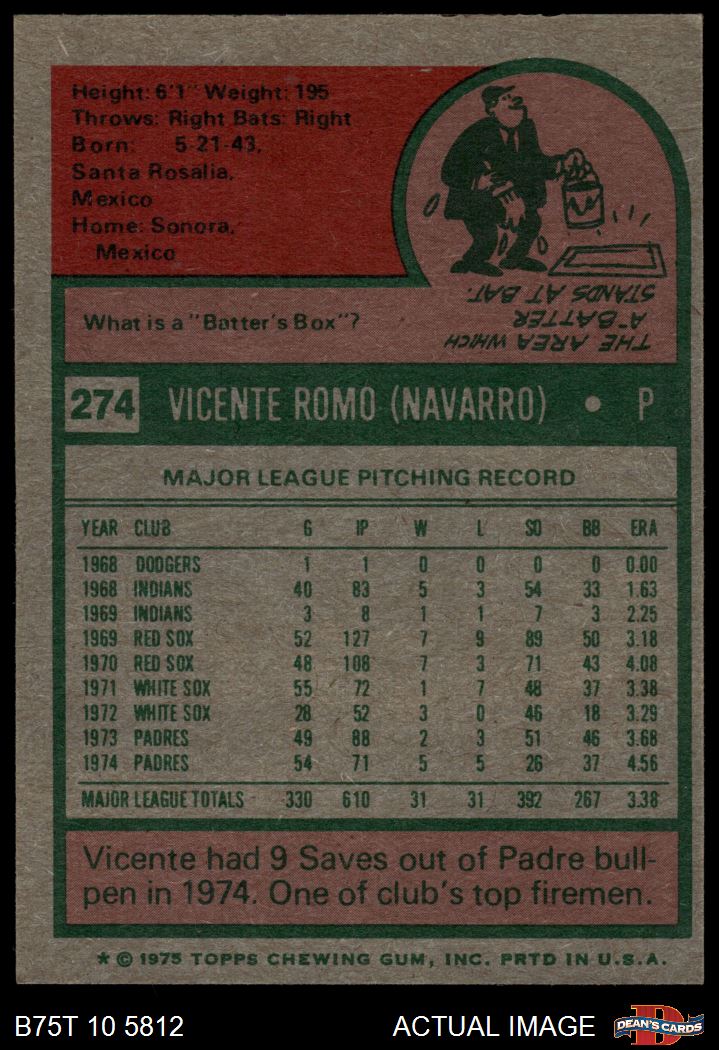 Height: 6'1" Weight: 195
Throws: Right Bats: Right
Born: 5-21-43,
Santa Rosalia,
Mexico
Home: Sonora,
Mexico
What is a "Batter's Box"?
THE AREA WHICH
A "BATTER
STANDS AT BAT.
274 VICENTE ROMO (NAVARRO) • P
MAJOR LEAGUE PITCHING RECORD
YEAR CLUB G IP W L SO BB ERA
1968 DODGERS 1 1 0 0 0 0 0.00
1968 INDIANS 40 83 5 3 54 33 1.63
1969 INDIANS 3 8 1 1 7 3 2.25
1969 RED SOX 52 127 7 9 89 50 3.18
1970 RED SOX 48 108 7 3 71 43 4.08
1971 WHITE SOX 55 72 1 7 48 37 3.38
1972 WHITE SOX 28 52 3 0 46 18 3.29
1973 PADRES 49 88 2 3 51 46 3.68
1974 PADRES 54 71 5 5 26 37 4.56
MAJOR LEAGUE TOTALS 330 610 31 31 392 267 3.38
Vicente had 9 Saves out of Padre bull-
pen in 1974. One of club's top firemen.
* © 1975 TOPPS CHEWING GUM, INC. PRTD IN U.S.A.
B75T 10 5812 ACTUAL IMAGE D DEAN'S CARDS